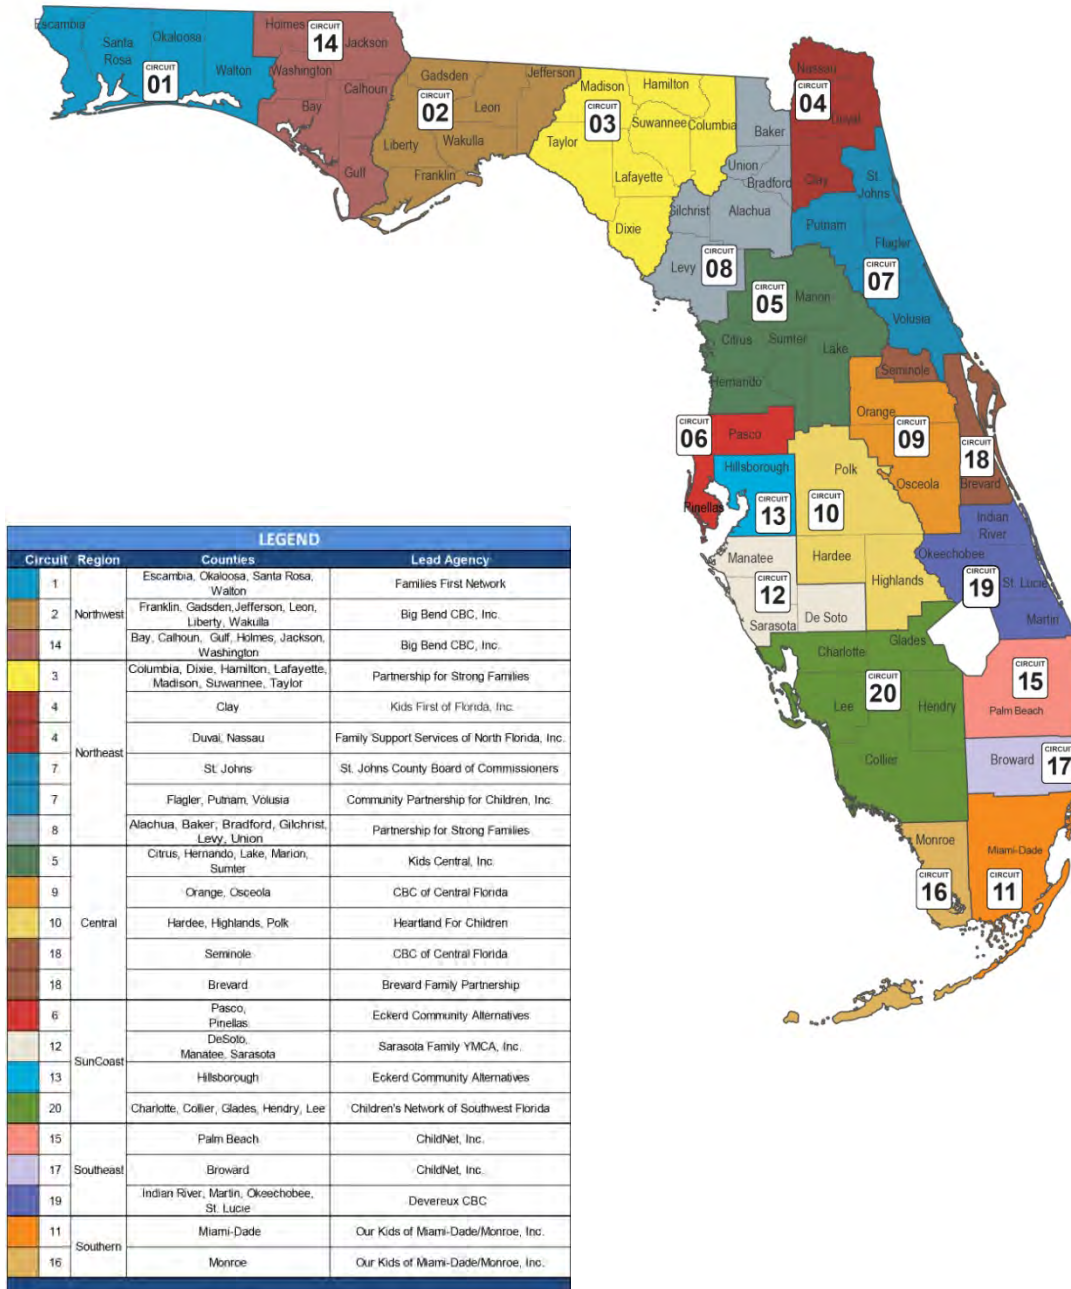 Escambia
Santa
Rosa
Okaloosa
Walton
CIRCUIT
01
Holmes
CIRCUIT
14
Jackson
Washington
Calhoun
Bay
Gulf
Gadsden
Jefferson
CIRCUIT
02
Leon
Liberty
Wakulla
Franklin
Madison
Hamilton
CIRCUIT
03
Suwannee
Columbia
Taylor
Lafayette
Dixie
Nassau
CIRCUIT
04
Duval
Clay
Baker
Union
Bradford
Gilchrist
Alachua
Levy
CIRCUIT
08
St.
Johns
Putnam
Flagler
CIRCUIT
07
Volusia
CIRCUIT
05
Marion
Citrus
Sumter
Lake
Hernando
Seminole
Orange
CIRCUIT
09
Osceola
CIRCUIT
18
Brevard
CIRCUIT
06
Pasco
Pinellas
Hillsborough
CIRCUIT
13
Polk
CIRCUIT
10
Hardee
Highlands
Manatee
CIRCUIT
12
Sarasota
De Soto
Indian
River
Okeechobee
CIRCUIT
19
St. Lucie
Martin
Glades
Charlotte
CIRCUIT
20
Lee
Hendry
Collier
CIRCUIT
15
Palm Beach
Broward
CIRCUIT
17
Monroe
CIRCUIT
16
Miami-Dade
CIRCUIT
11
LEGEND
Circuit Region Counties Lead Agency
1 Escambia, Okaloosa, Santa Rosa, Walton Families First Network
Northwest
2 Franklin, Gadsden,Jefferson, Leon, Liberty, Wakulla Big Bend CBC, Inc.
14 Bay, Calhoun, Gulf, Holmes, Jackson, Washington Big Bend CBC, Inc.
3 Columbia, Dixie, Hamilton, Lafayette, Madison, Suwannee, Taylor Partnership for Strong Families
4 Clay Kids First of Florida, Inc.
Northeast
4 Duval, Nassau Family Support Services of North Florida, Inc.
7 St. Johns St. Johns County Board of Commissioners
7 Flagler, Putnam, Volusia Community Partnership for Children, Inc.
8 Alachua, Baker, Bradford, Gilchrist, Levy, Union Partnership for Strong Families
5 Citrus, Hernando, Lake, Marion, Sumter Kids Central, Inc.
9 Orange, Osceola CBC of Central Florida
Central
10 Hardee, Highlands, Polk Heartland For Children
18 Seminole CBC of Central Florida
18 Brevard Brevard Family Partnership
6 Pasco, Pinellas Eckerd Community Alternatives
12 DeSoto, Manatee, Sarasota Sarasota Family YMCA, Inc.
SunCoast
13 Hillsborough Eckerd Community Alternatives
20 Charlotte, Collier, Glades, Hendry, Lee Children's Network of Southwest Florida
15 Palm Beach ChildNet, Inc.
17 Southeast Broward ChildNet, Inc.
19 Indian River, Martin, Okeechobee, St. Lucie Devereux CBC
11 Miami-Dade Our Kids of Miami-Dade/Monroe, Inc.
Southern
16 Monroe Our Kids of Miami-Dade/Monroe, Inc.